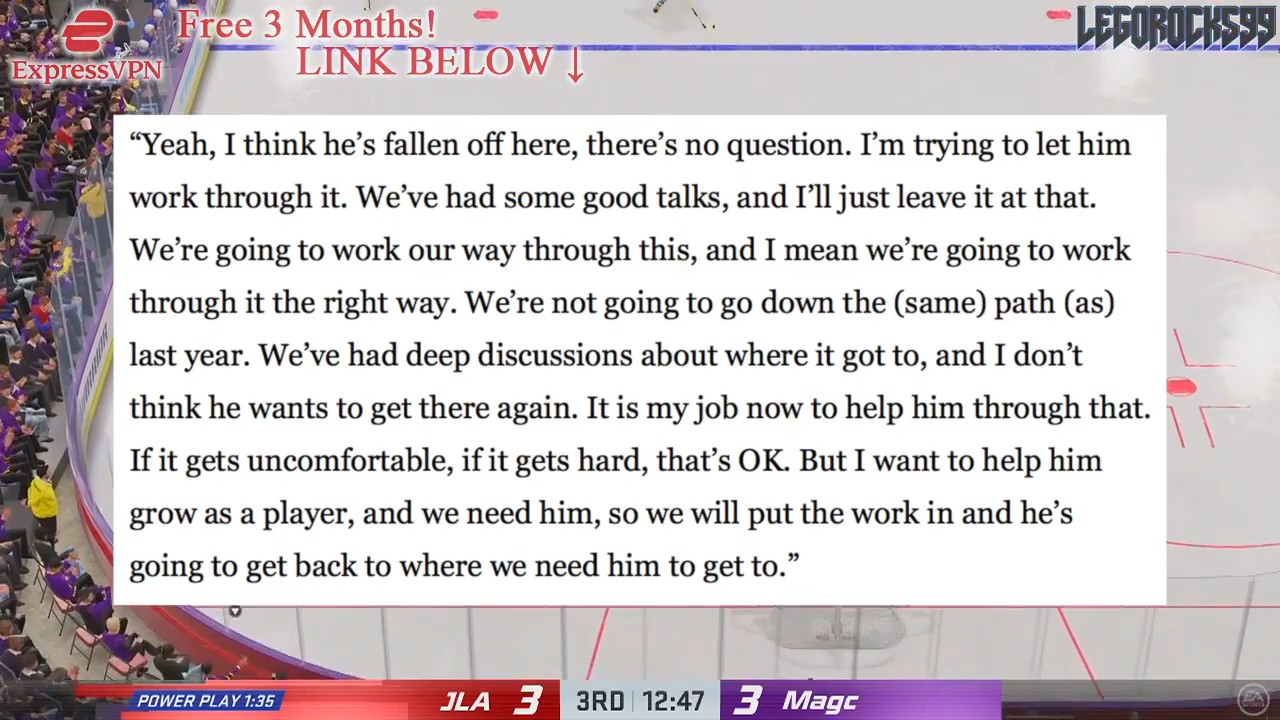 Free 3 Months!
LINK BELOW ↓
ExpressVPN
LEGOROCKS99
“Yeah, I think he’s fallen off here, there’s no question. I’m trying to let him
work through it. We’ve had some good talks, and I’ll just leave it at that.
We’re going to work our way through this, and I mean we’re going to work
through it the right way. We’re not going to go down the (same) path (as)
last year. We’ve had deep discussions about where it got to, and I don’t
think he wants to get there again. It is my job now to help him through that.
If it gets uncomfortable, if it gets hard, that’s OK. But I want to help him
grow as a player, and we need him, so we will put the work in and he’s
going to get back to where we need him to get to.”
POWER PLAY 1:35
JLA 3 3RD 12:47 3 Magc